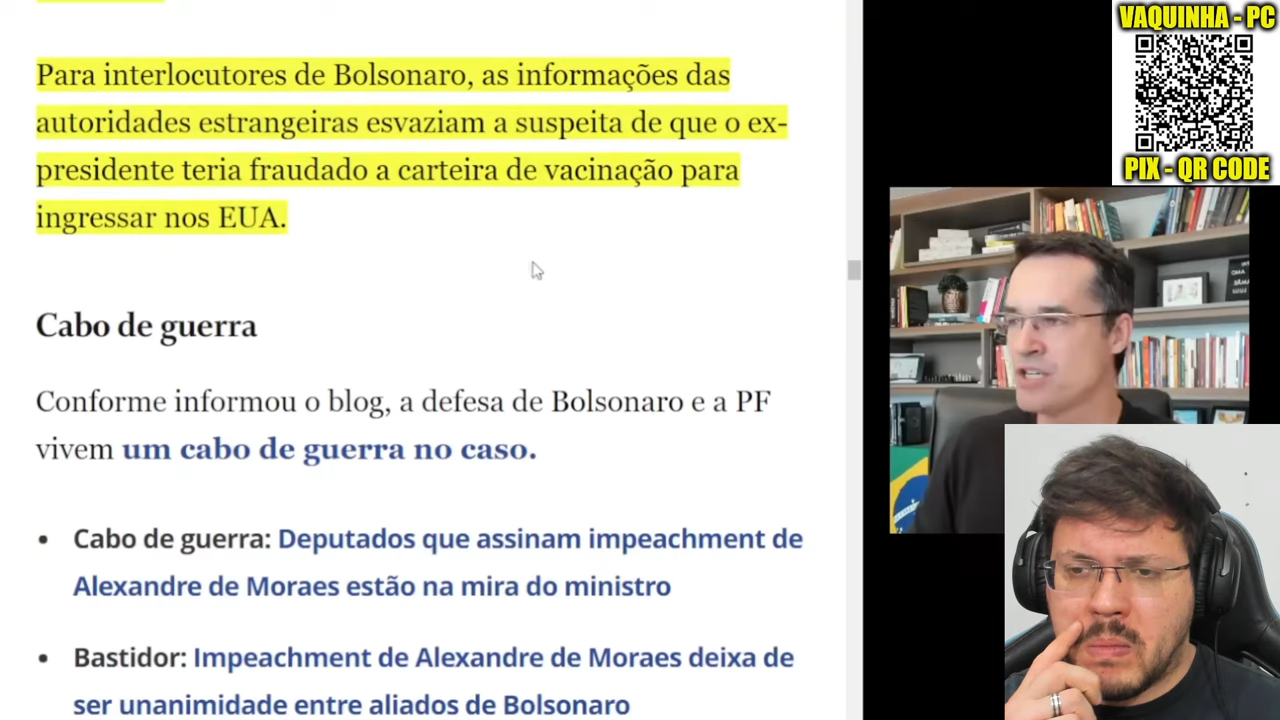 Para interlocutores de Bolsonaro, as informações das
autoridades estrangeiras esvaziam a suspeita de que o ex-
presidente teria fraudado a carteira de vacinação para
ingressar nos EUA.
Cabo de guerra
Conforme informou o blog, a defesa de Bolsonaro e a PF
vivem um cabo de guerra no caso.
• Cabo de guerra: Deputados que assinam impeachment de
Alexandre de Moraes estão na mira do ministro
• Bastidor: Impeachment de Alexandre de Moraes deixa de
ser unanimidade entre aliados de Bolsonaro
VAQUINHA - PC
PIX - QR CODE